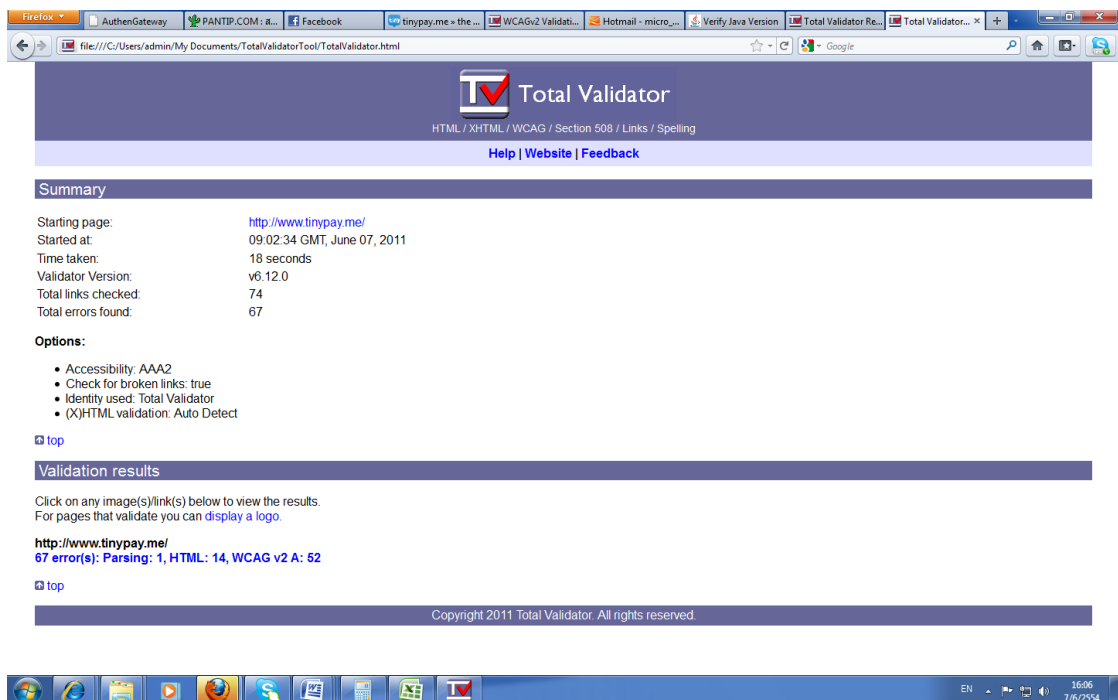 Firefox
AuthenGateway
PANTIP.COM : ส...
Facebook
tinypay.me » the ...
WCAGv2 Validati...
Hotmail - micro_...
Verify Java Version
Total Validator Re...
Total Validator...
file:///C:/Users/admin/My Documents/TotalValidatorTool/TotalValidator.html
Google
TV Total Validator
HTML / XHTML / WCAG / Section 508 / Links / Spelling
Help | Website | Feedback
Summary
Starting page: http://www.tinypay.me/
Started at: 09:02:34 GMT, June 07, 2011
Time taken: 18 seconds
Validator Version: v6.12.0
Total links checked: 74
Total errors found: 67
Options:
• Accessibility: AAA2
• Check for broken links: true
• Identity used: Total Validator
• (X)HTML validation: Auto Detect
top
Validation results
Click on any image(s)/link(s) below to view the results.
For pages that validate you can display a logo.
http://www.tinypay.me/
67 error(s): Parsing: 1, HTML: 14, WCAG v2 A: 52
top
Copyright 2011 Total Validator. All rights reserved.
EN
16:06
7/6/2554